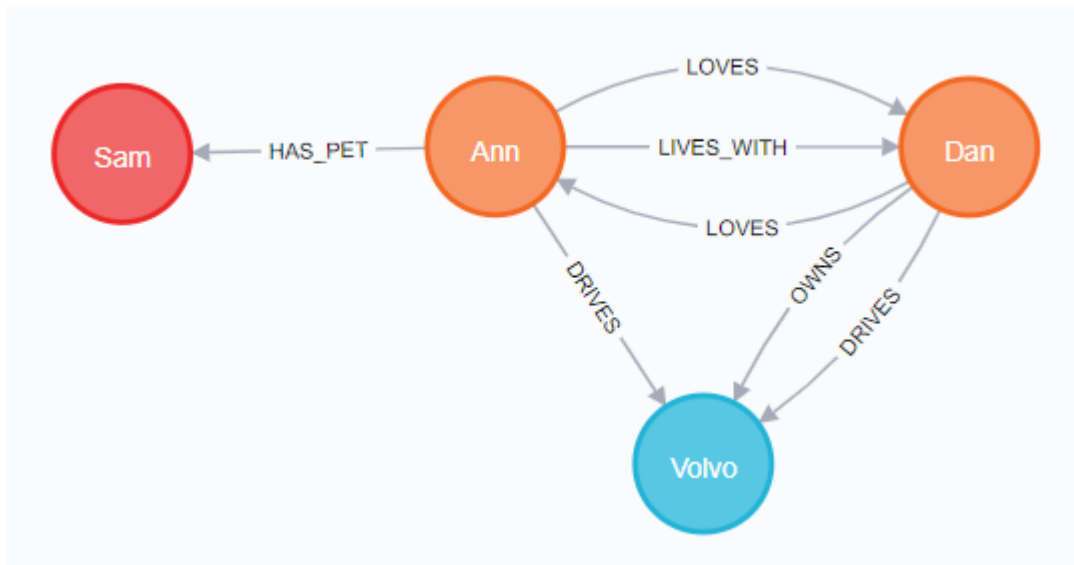 LOVES
Sam
HAS_PET
Ann
LIVES_WITH
Dan
LOVES
DRIVES
OWNS
DRIVES
Volvo